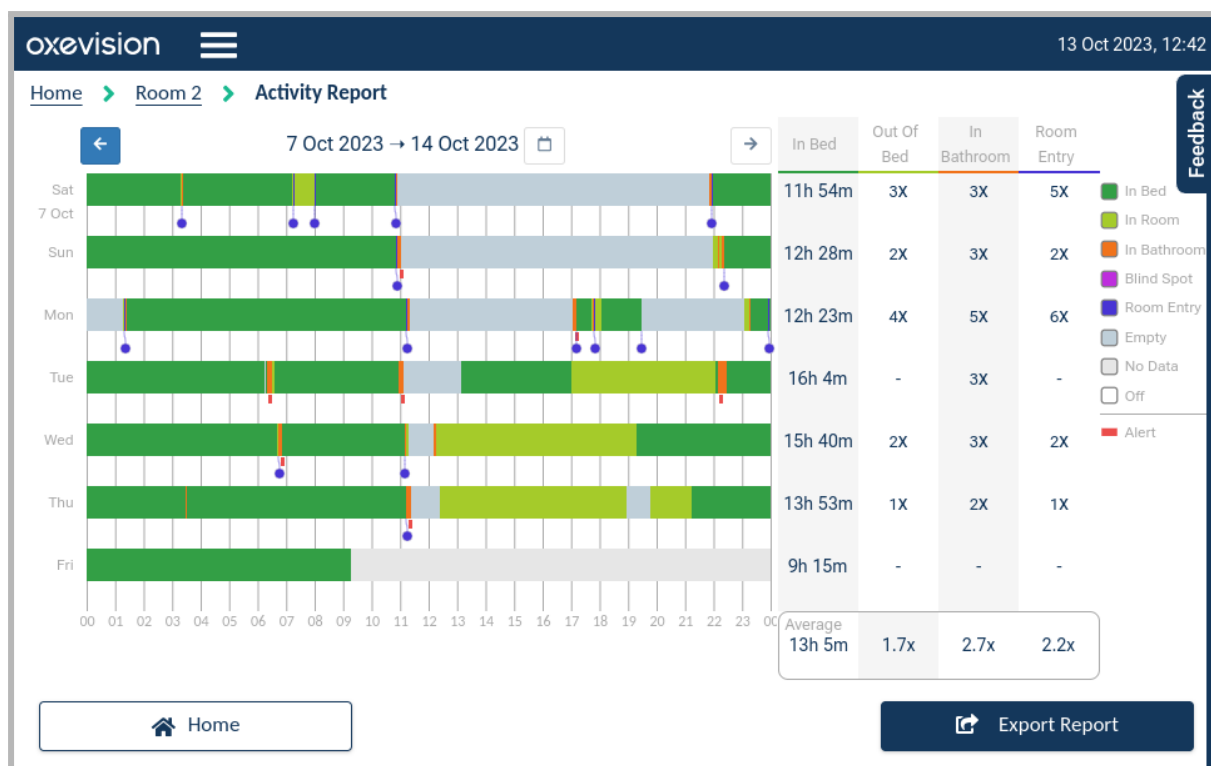 oxevision
13 Oct 2023, 12:42
Home Room 2 Activity Report
Feedback
7 Oct 2023 → 14 Oct 2023
In Bed Out Of Bed In Bathroom Room Entry
Sat 7 Oct 11h 54m 3X 3X 5X
Sun 12h 28m 2X 3X 2X
Mon 12h 23m 4X 5X 6X
Tue 16h 4m - 3X -
Wed 15h 40m 2X 3X 2X
Thu 13h 53m 1X 2X 1X
Fri 9h 15m - - -
00 01 02 03 04 05 06 07 08 09 10 11 12 13 14 15 16 17 18 19 20 21 22 23 00
Average
13h 5m 1.7x 2.7x 2.2x
In Bed
In Room
In Bathroom
Blind Spot
Room Entry
Empty
No Data
Off
Alert
Home
Export Report